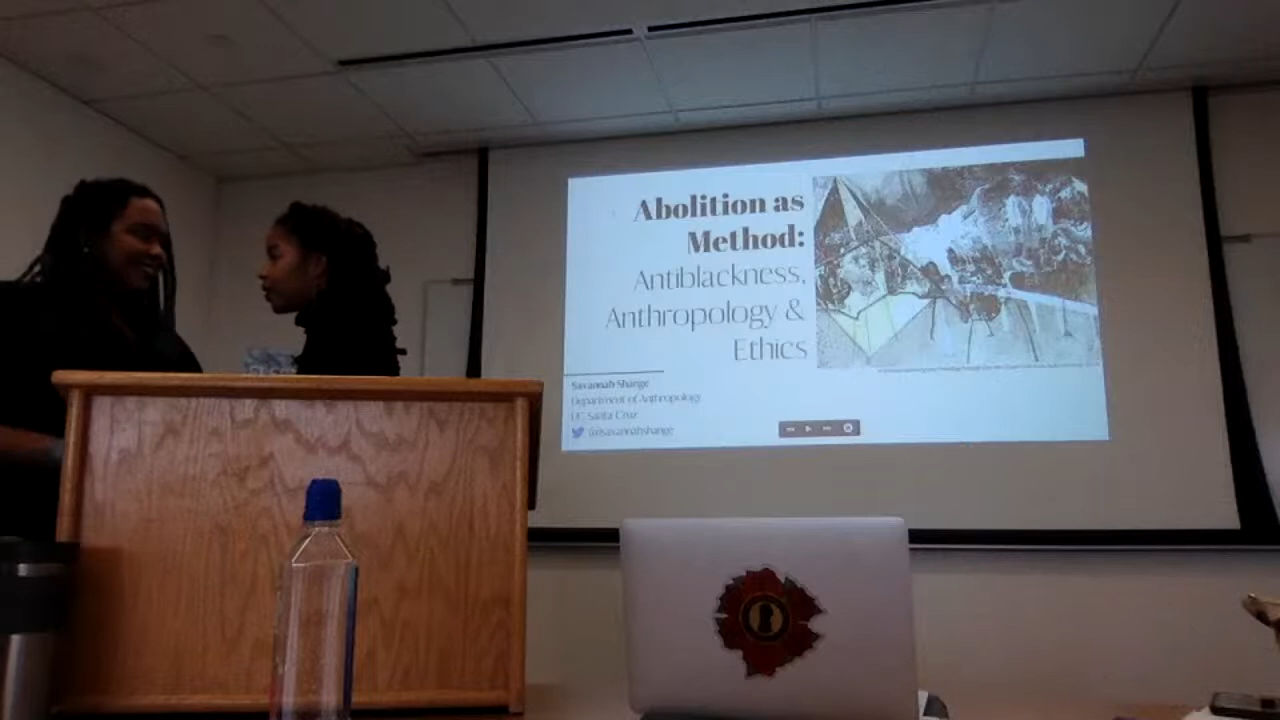 Abolition as
Method:
Antiblackness,
Anthropology &
Ethics
Savannah Shange
Department of Anthropology
UC Santa Cruz
@savannahshange